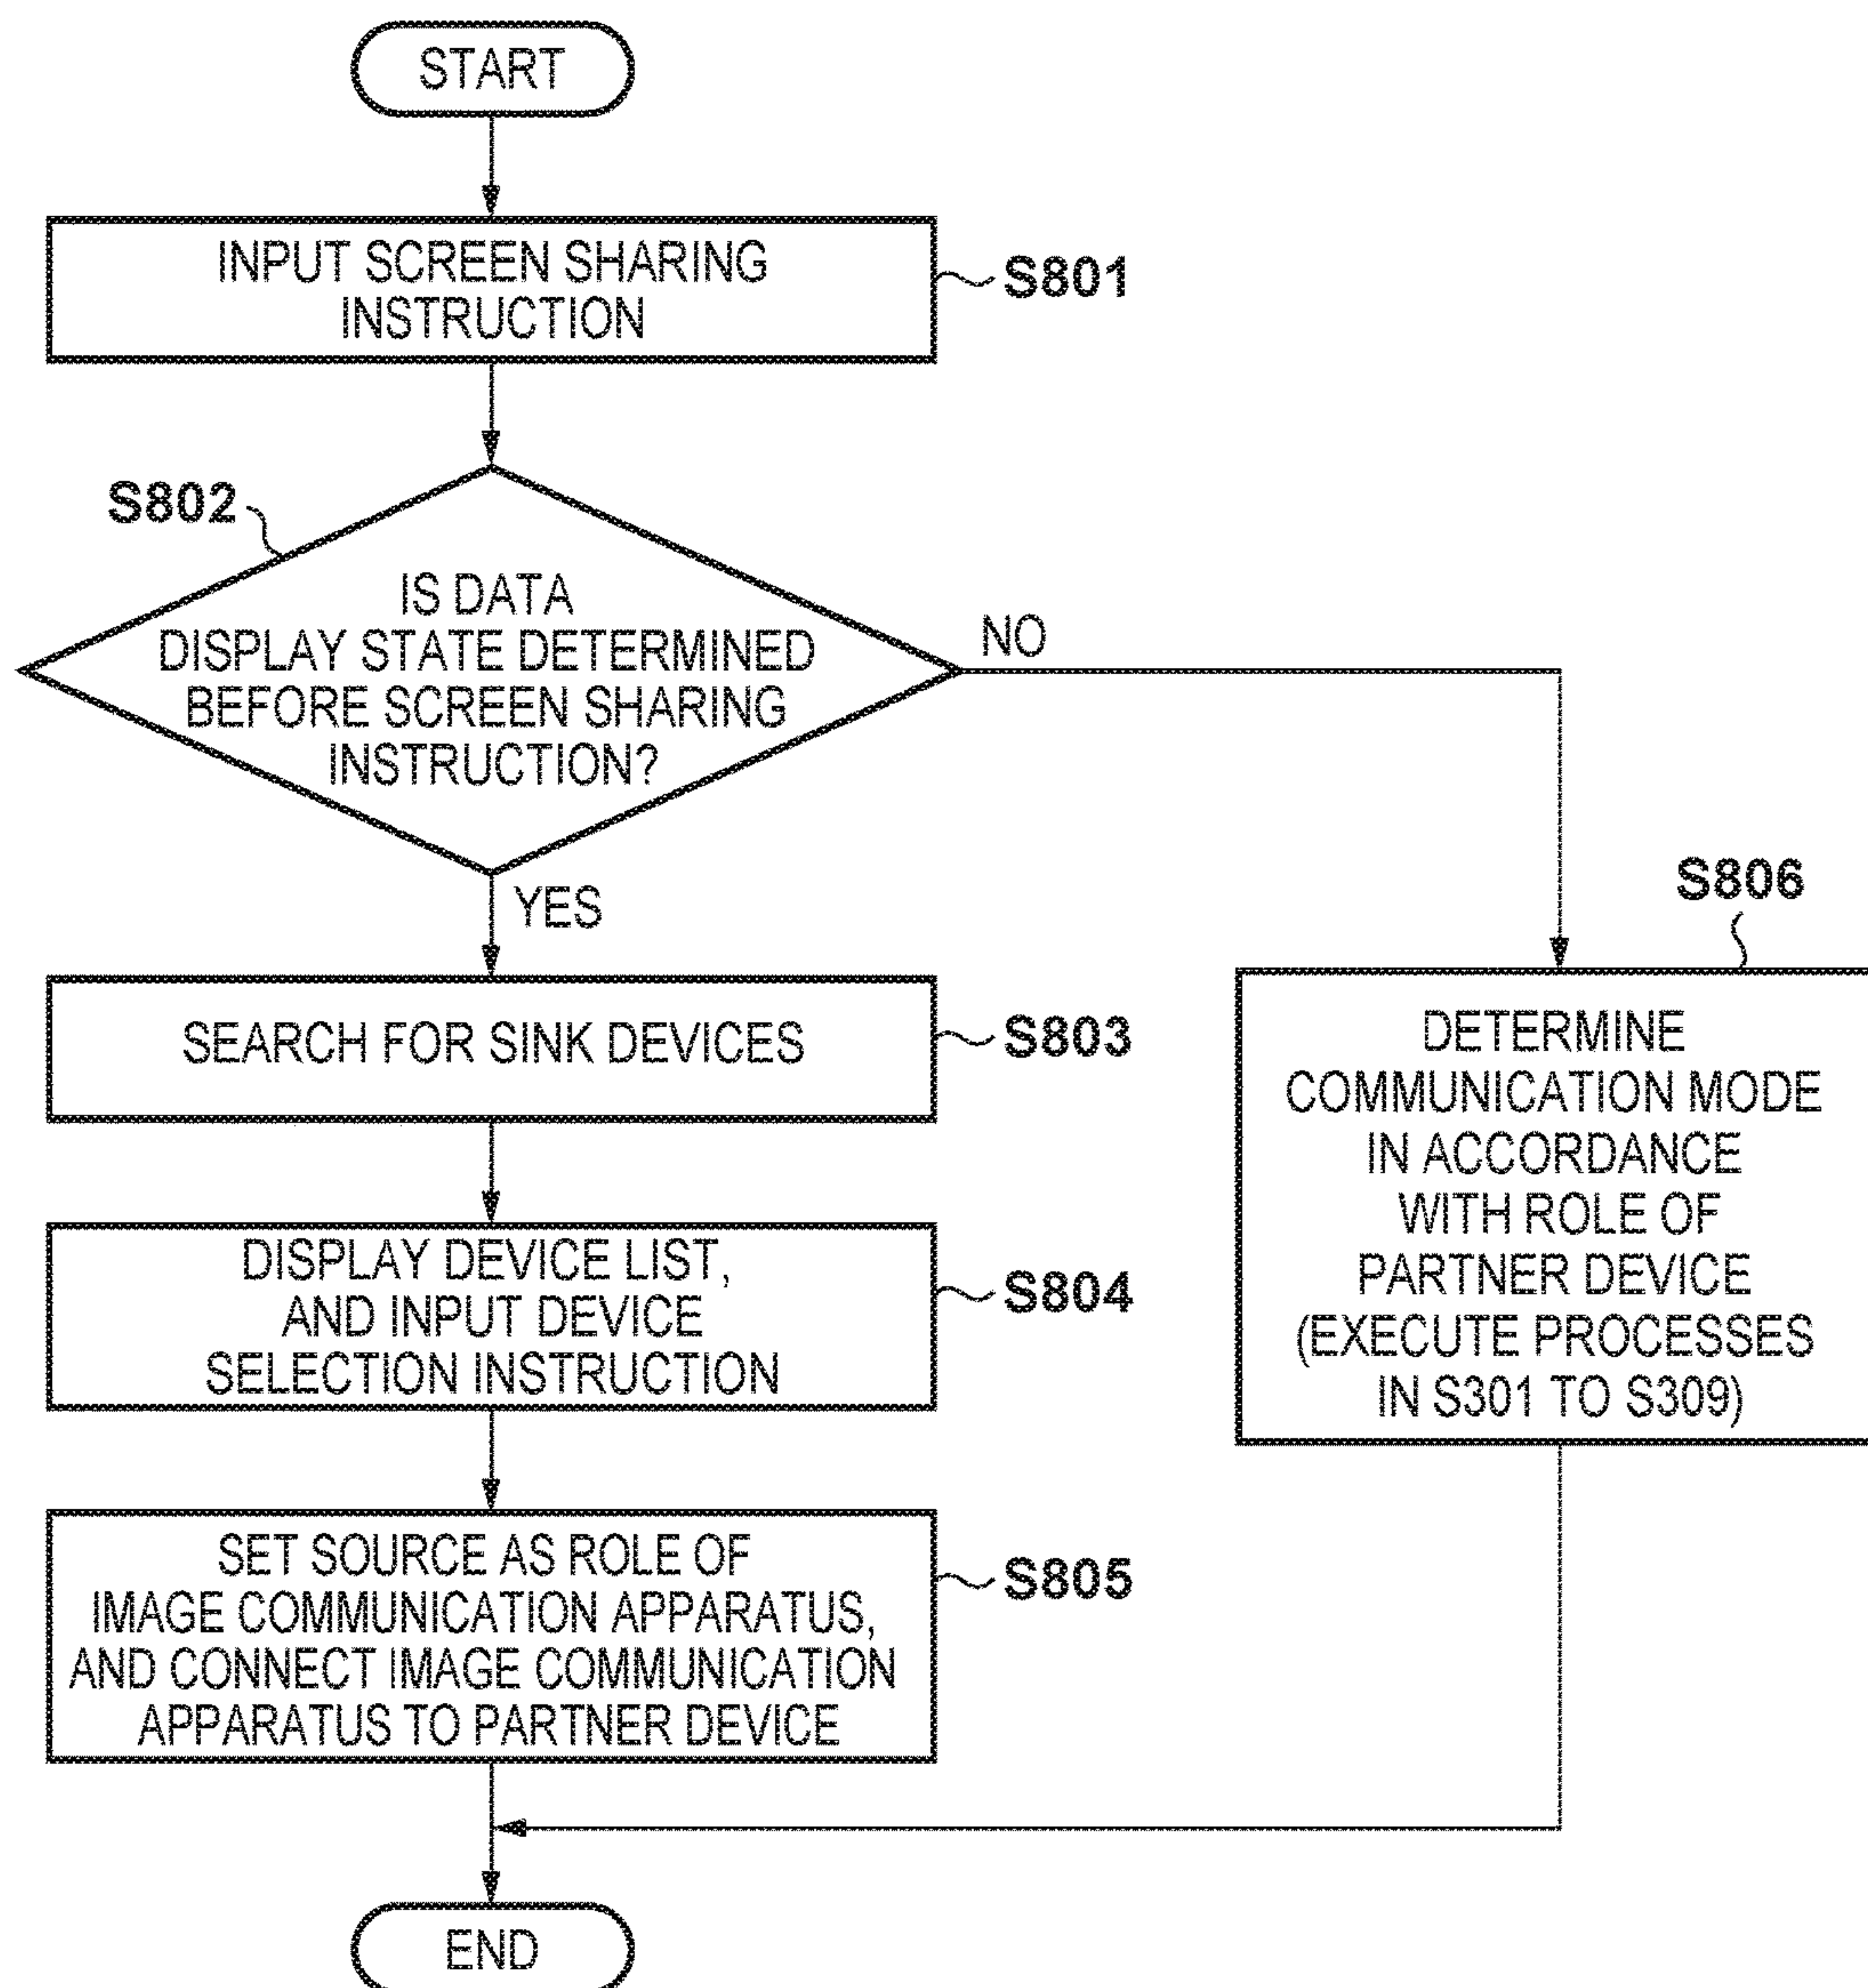 START
INPUT SCREEN SHARING
INSTRUCTION
S801
S802
IS DATA
DISPLAY STATE DETERMINED
BEFORE SCREEN SHARING
INSTRUCTION?
NO
YES
SEARCH FOR SINK DEVICES
S803
DISPLAY DEVICE LIST,
AND INPUT DEVICE
SELECTION INSTRUCTION
S804
SET SOURCE AS ROLE OF
IMAGE COMMUNICATION APPARATUS,
AND CONNECT IMAGE COMMUNICATION
APPARATUS TO PARTNER DEVICE
S805
S806
DETERMINE
COMMUNICATION MODE
IN ACCORDANCE
WITH ROLE OF
PARTNER DEVICE
(EXECUTE PROCESSES
IN S301 TO S309)
END